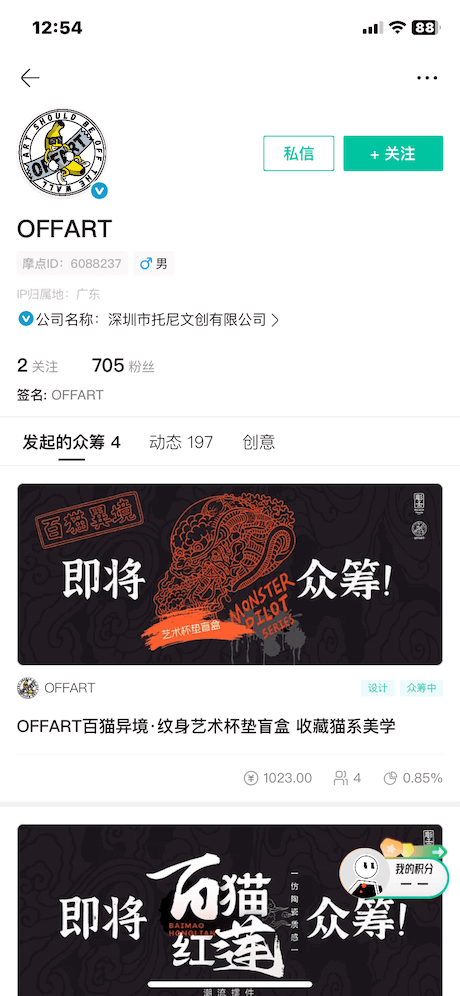 12:54
88
ART SHOULD BE OFF THE WALL
OFFART
私信
+ 关注
OFFART
摩点ID：6088237
男
IP归属地：广东
公司名称：深圳市托尼文创有限公司
2 关注 705 粉丝
签名: OFFART
发起的众筹 4 动态 197 创意
百猫異境
即将 众筹!
MONSTER
PILOT
SERIES
艺术杯垫盲盒
OFFART
设计 众筹中
OFFART百猫异境·纹身艺术杯垫盲盒 收藏猫系美学
1023.00 4 0.85%
即将 百猫红莲 众筹!
BAIMAO
HONGLIAN
仿陶瓷质感
潮流摆件
我的积分